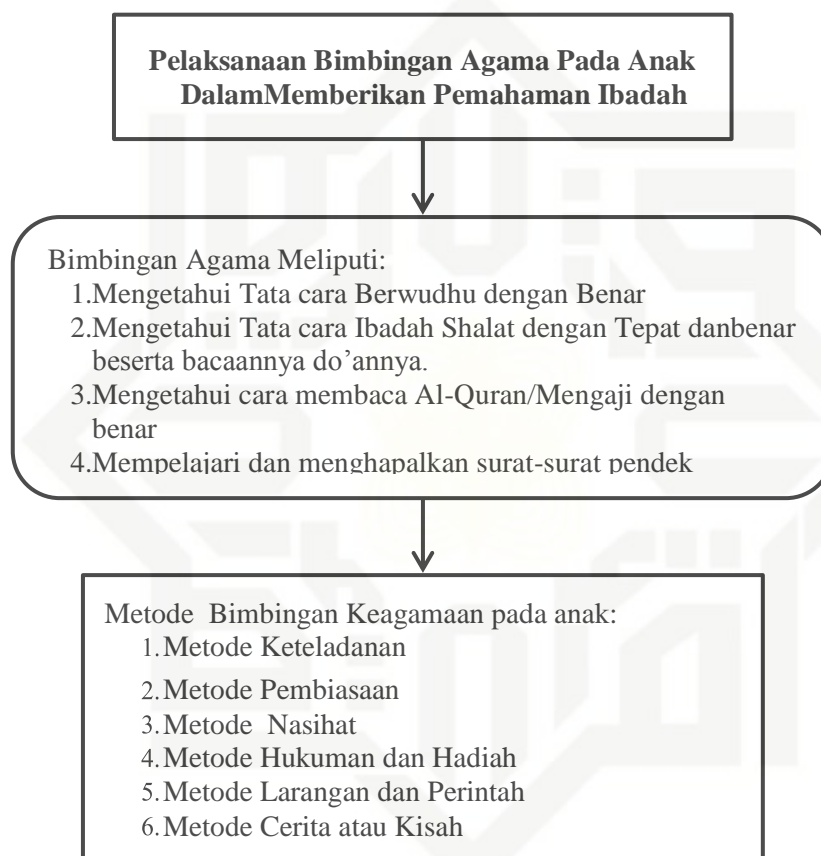 Pelaksanaan Bimbingan Agama Pada Anak
DalamMemberikan Pemahaman Ibadah
Bimbingan Agama Meliputi:
1.Mengetahui Tata cara Berwudhu dengan Benar
2.Mengetahui Tata cara Ibadah Shalat dengan Tepat danbenar
beserta bacaannya do’annya.
3.Mengetahui cara membaca Al-Quran/Mengaji dengan
benar
4.Mempelajari dan menghapalkan surat-surat pendek
Metode Bimbingan Keagamaan pada anak:
1.Metode Keteladanan
2.Metode Pembiasaan
3.Metode Nasihat
4.Metode Hukuman dan Hadiah
5.Metode Larangan dan Perintah
6.Metode Cerita atau Kisah